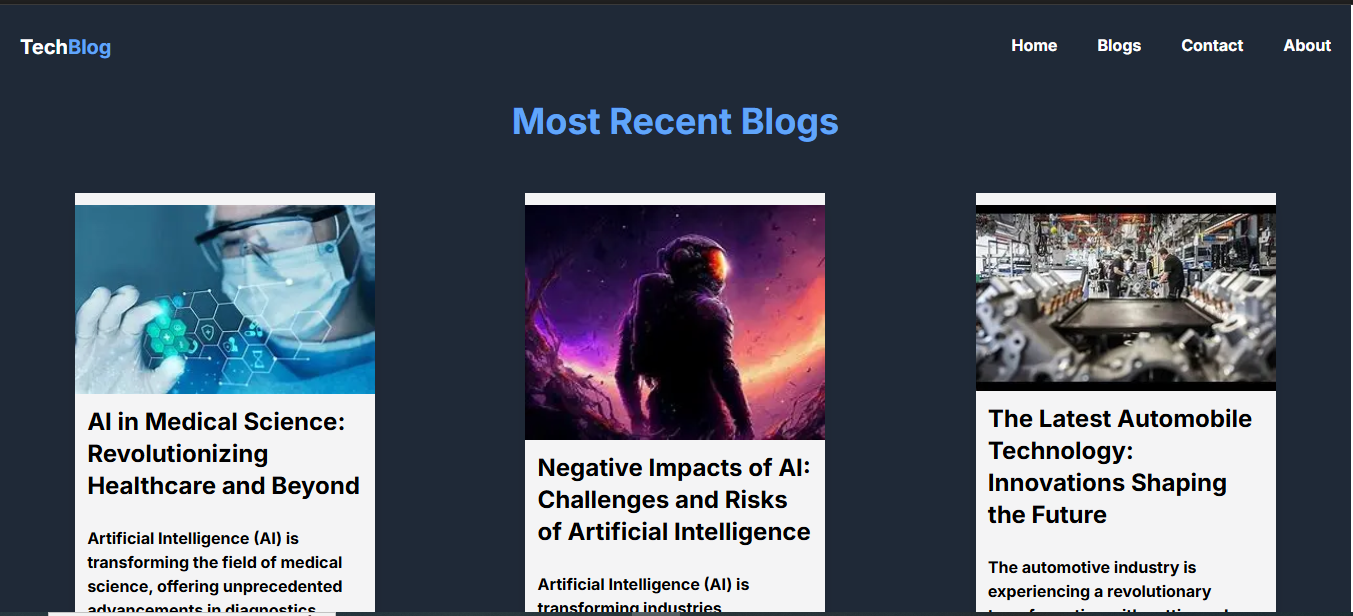 TechBlog
Home Blogs Contact About
Most Recent Blogs
AI in Medical Science:
Revolutionizing
Healthcare and Beyond
Artificial Intelligence (AI) is
transforming the field of medical
science, offering unprecedented
advancements in diagnostics,
Negative Impacts of AI:
Challenges and Risks
of Artificial Intelligence
Artificial Intelligence (AI) is
transforming industries
The Latest Automobile
Technology:
Innovations Shaping
the Future
The automotive industry is
experiencing a revolutionary